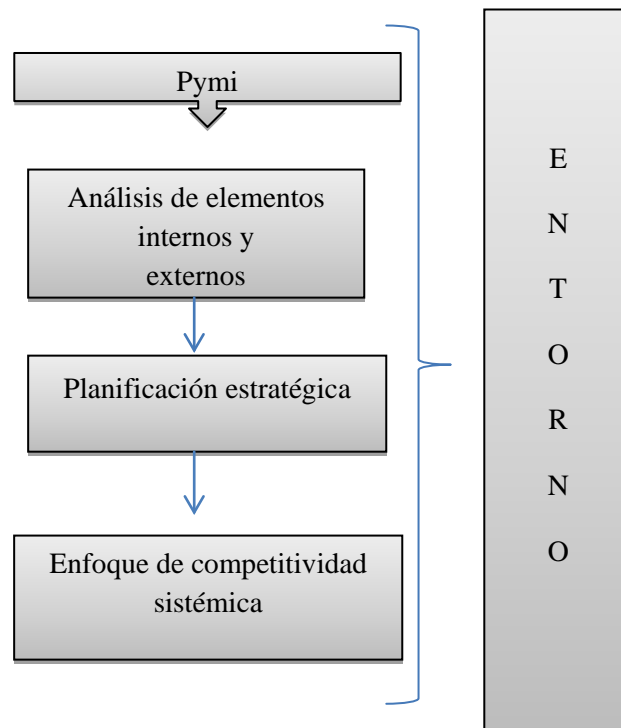 Pymi
Análisis de elementos
internos y
externos
Planificación estratégica
Enfoque de competitividad
sistémica
E
N
T
O
R
N
O